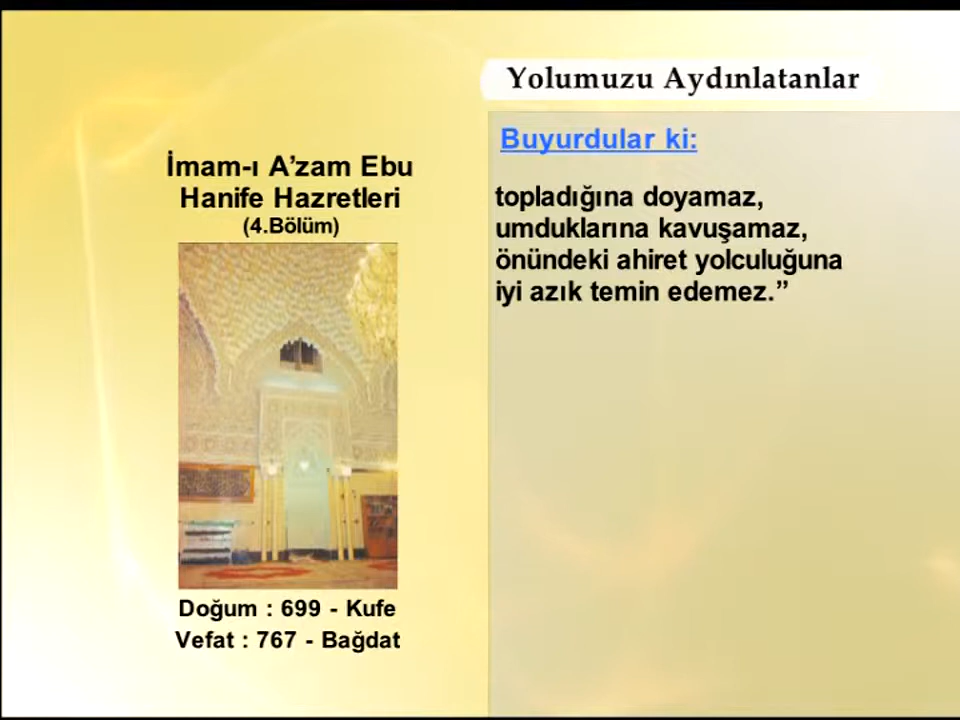 Yolumuzu Aydınlatanlar
İmam-ı A’zam Ebu
Hanife Hazretleri
(4.Bölüm)
Doğum : 699 - Kufe
Vefat : 767 - Bağdat
Buyurdular ki:
topladığına doyamaz,
umduklarına kavuşamaz,
önündeki ahiret yolculuğuna
iyi azık temin edemez.”